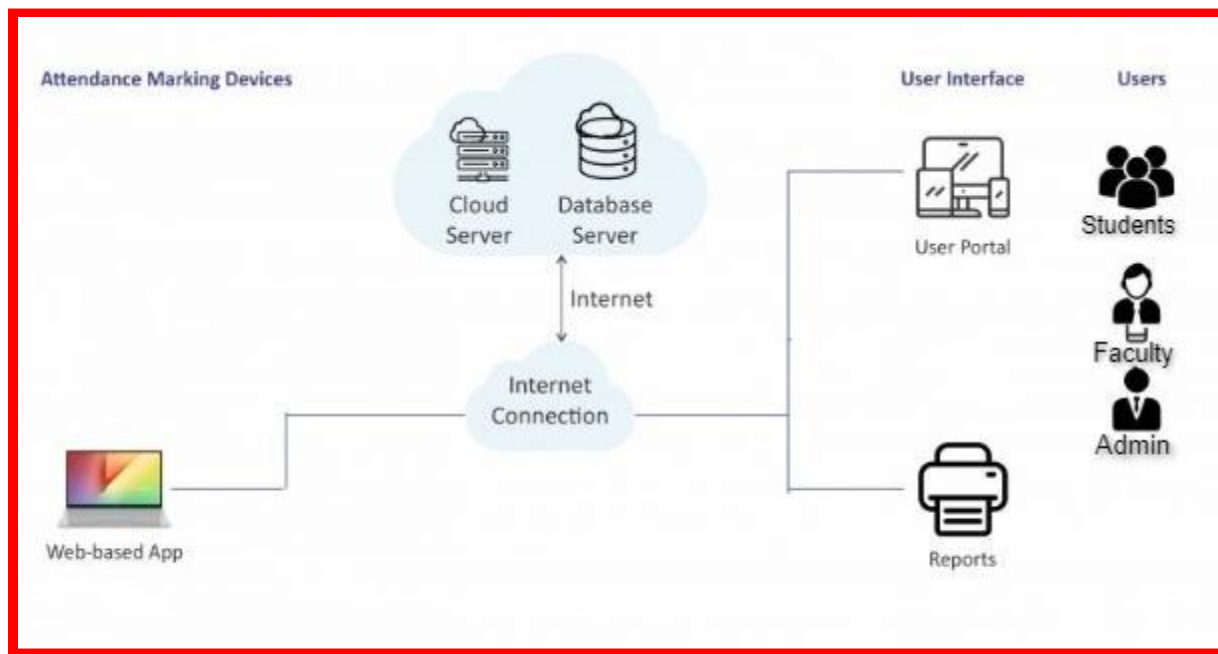 Attendance Marking Devices
User Interface
Users
Cloud
Server
Database
Server
Students
User Portal
Internet
Faculty
Internet
Connection
Admin
Web-based App
Reports